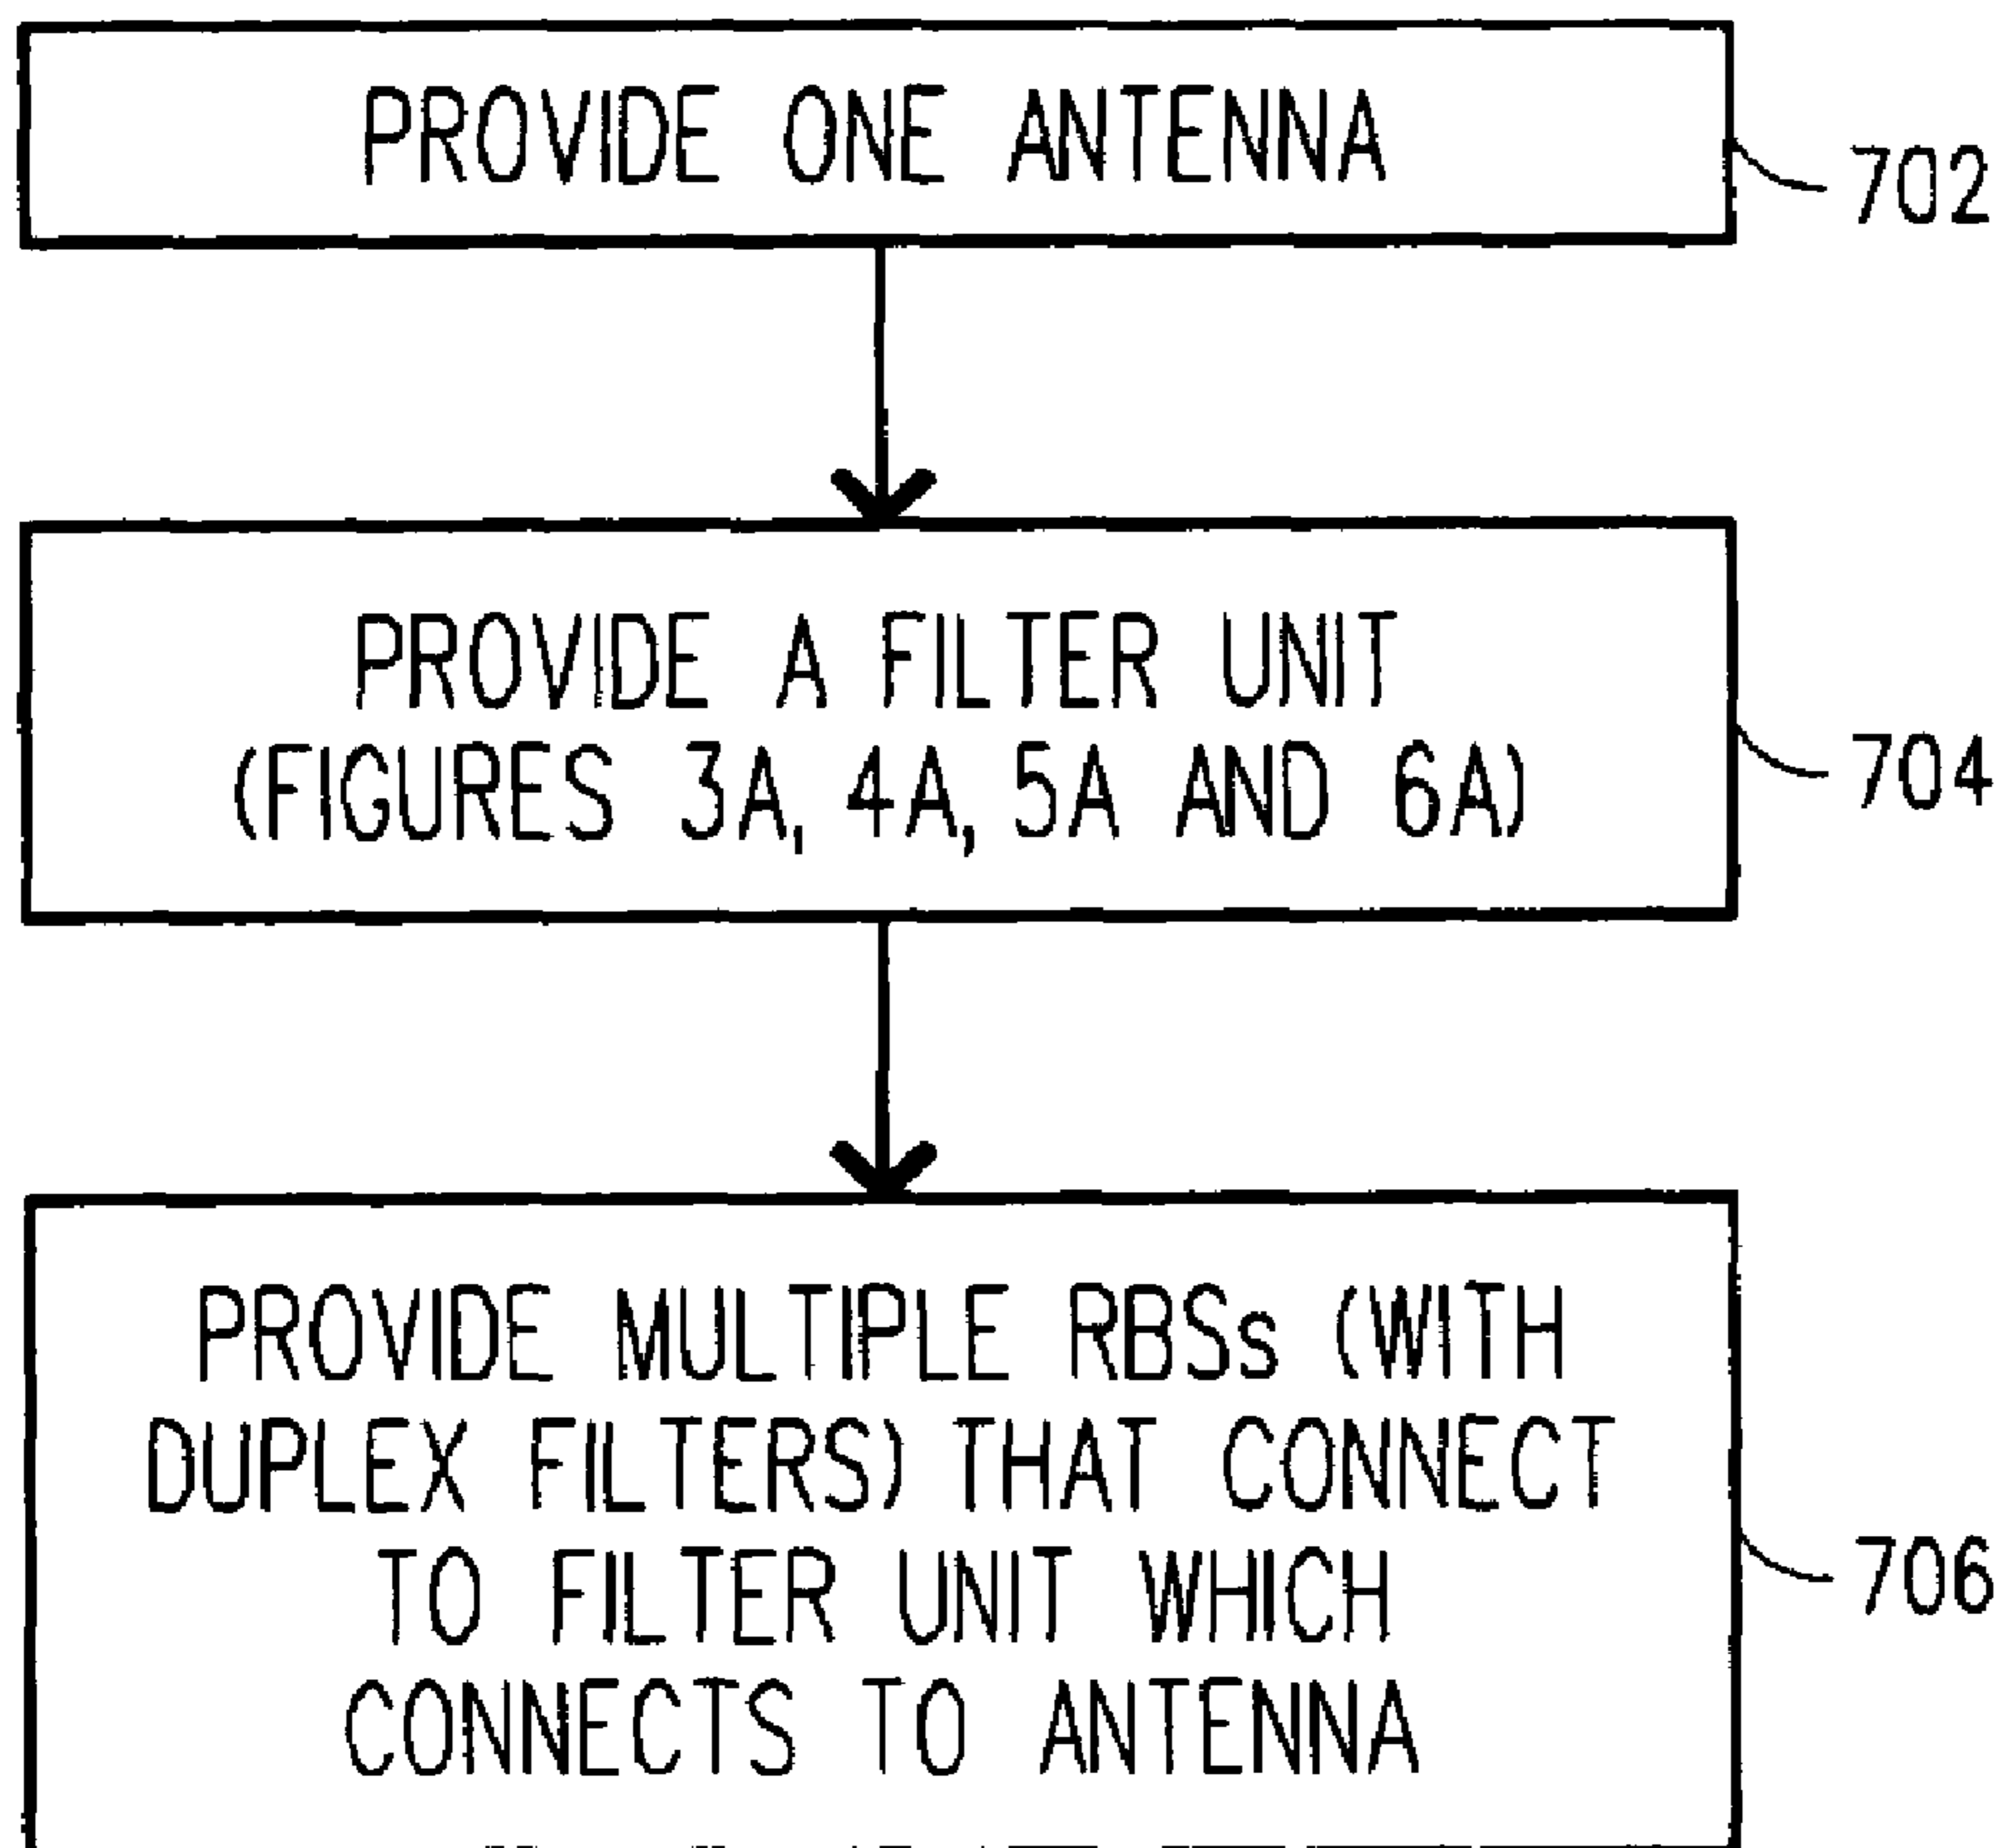 PROVIDE ONE ANTENNA
702
PROVIDE A FILTER UNIT
(FIGURES 3A, 4A, 5A AND 6A)
704
PROVIDE MULTIPLE RBSs (WITH
DUPLEX FILTERS) THAT CONNECT
TO FILTER UNIT WHICH
CONNECTS TO ANTENNA
706